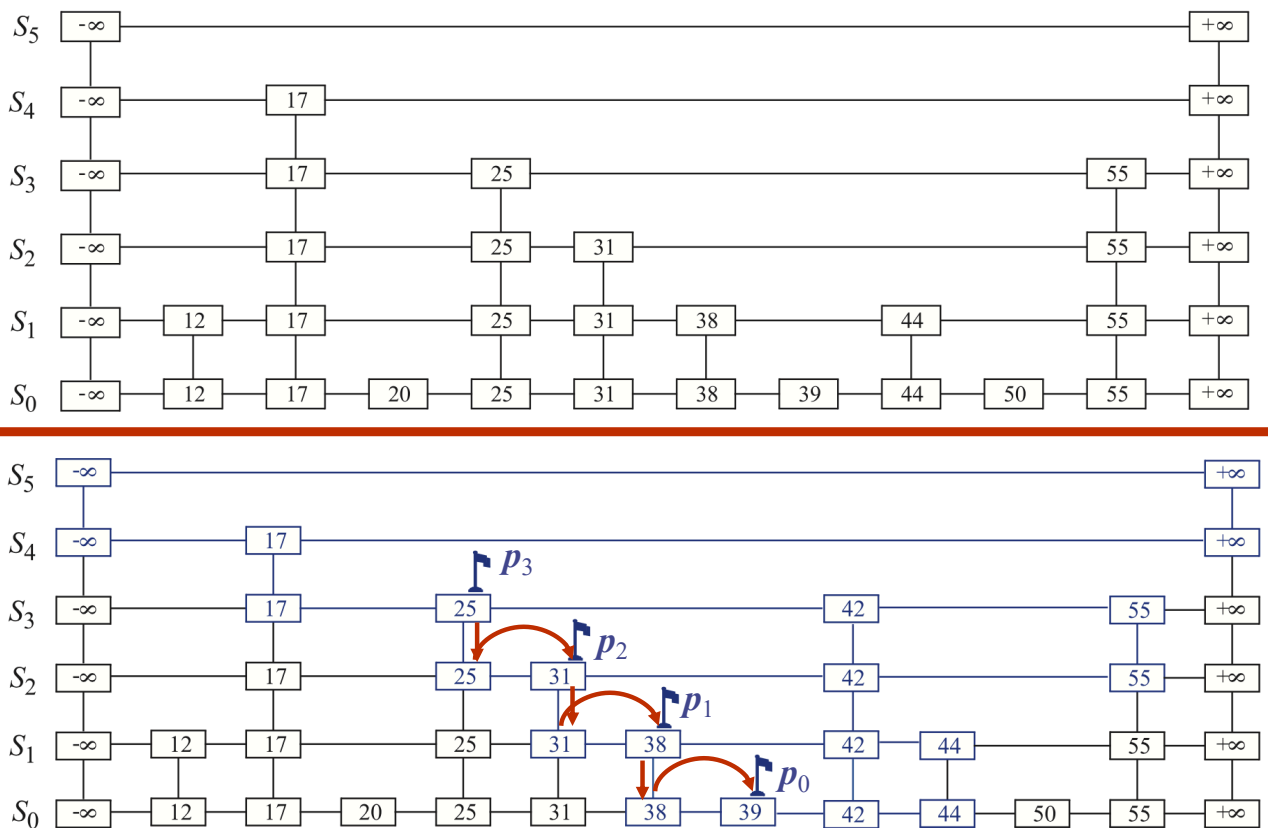 S5 -∞ +∞
S4 -∞ 17 +∞
S3 -∞ 17 25 55 +∞
S2 -∞ 17 25 31 55 +∞
S1 -∞ 12 17 25 31 38 44 55 +∞
S0 -∞ 12 17 20 25 31 38 39 44 50 55 +∞
S5 -∞ +∞
S4 -∞ 17 +∞
p3
S3 -∞ 17 25 42 55 +∞
p2
S2 -∞ 17 25 31 42 55 +∞
p1
S1 -∞ 12 17 25 31 38 42 44 55 +∞
p0
S0 -∞ 12 17 20 25 31 38 39 42 44 50 55 +∞